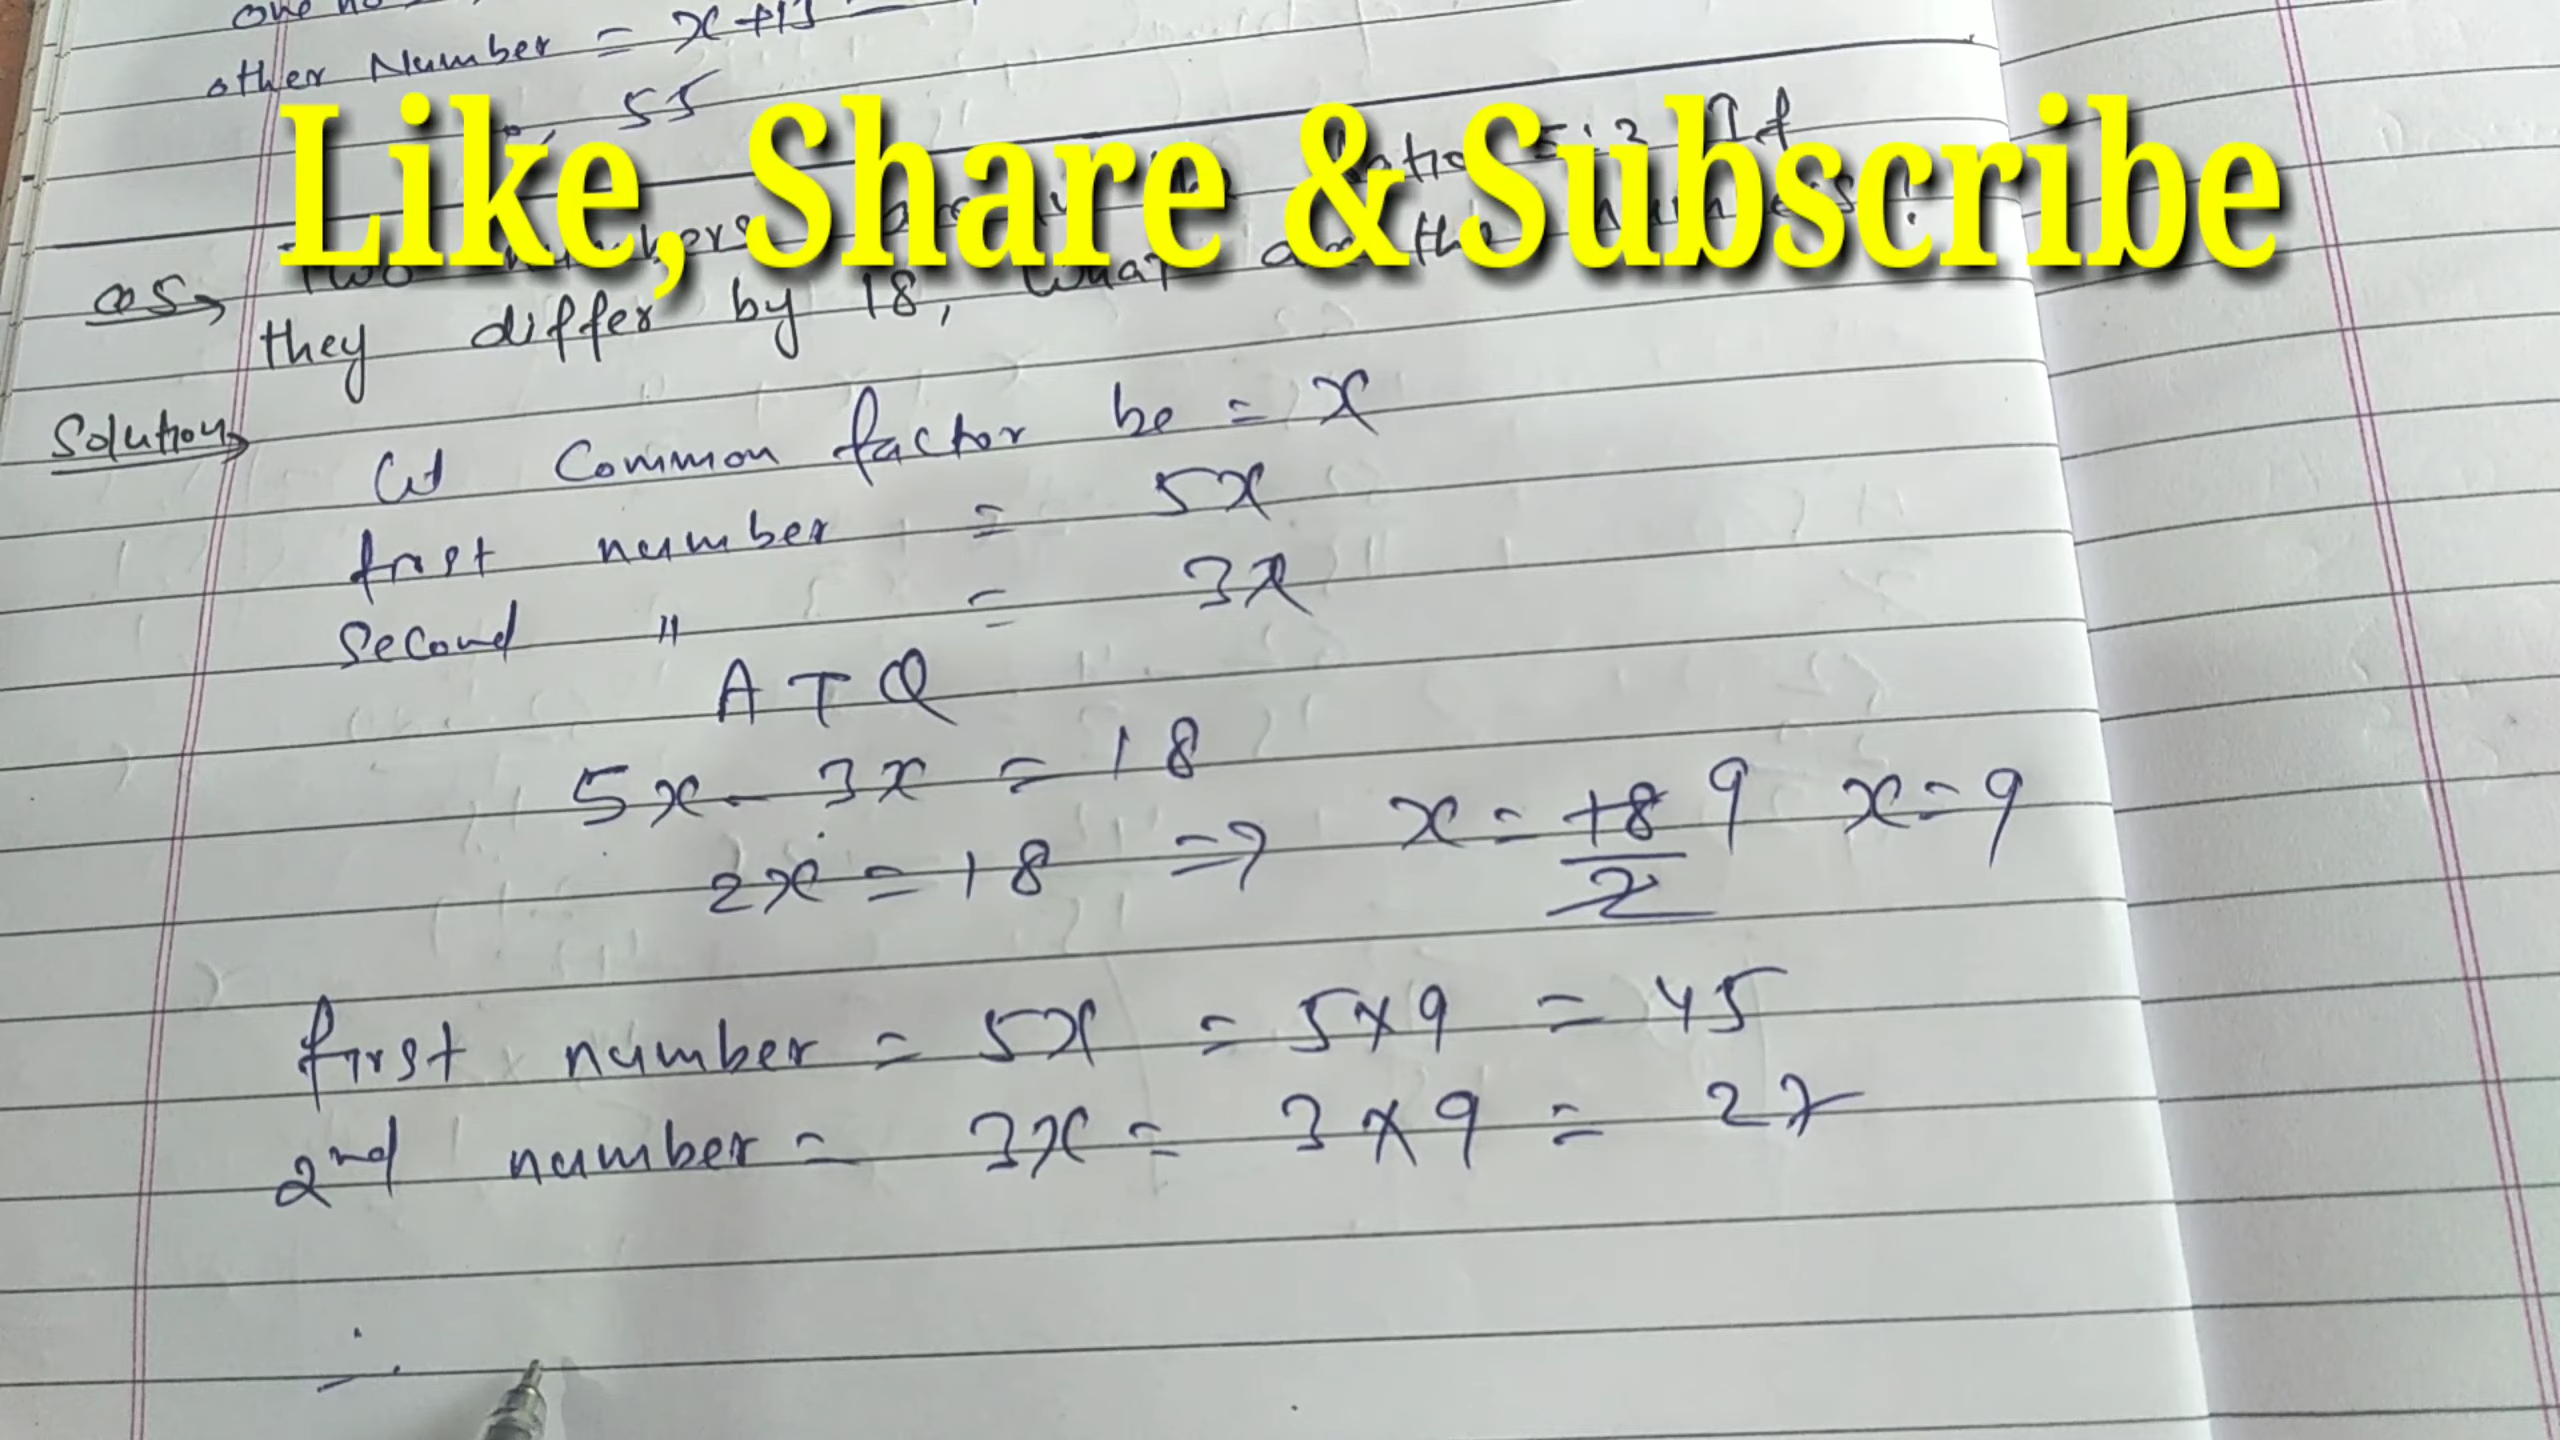 one no
other Number = x+15
55
Like, Share & Subscribe
Q5→ Two numbers are in the Ratio 5:3 If
they differ by 18, what are the numbers?
Solution→
Let Common factor be = x
first number = 5x
Second " = 3x
ATQ
5x - 3x = 18
2x = 18 => x = 18/2 9 x = 9
first number = 5x = 5×9 = 45
2nd number = 3x = 3×9 = 27